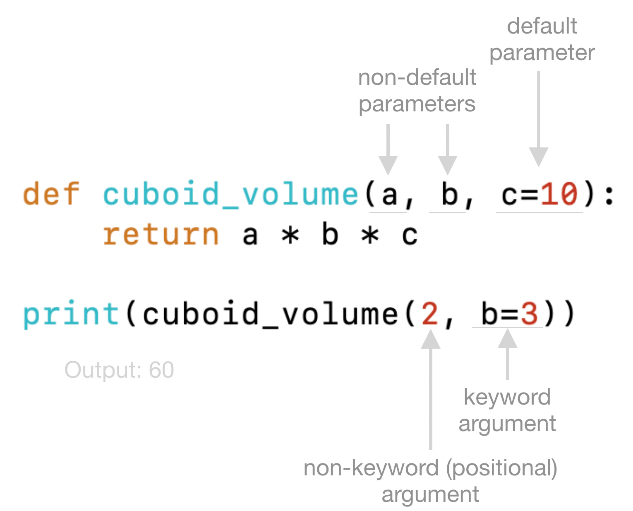 default
parameter
non-default
parameters
def cuboid_volume(a, b, c=10):
    return a * b * c
print(cuboid_volume(2, b=3))
Output: 60
keyword
argument
non-keyword (positional)
argument